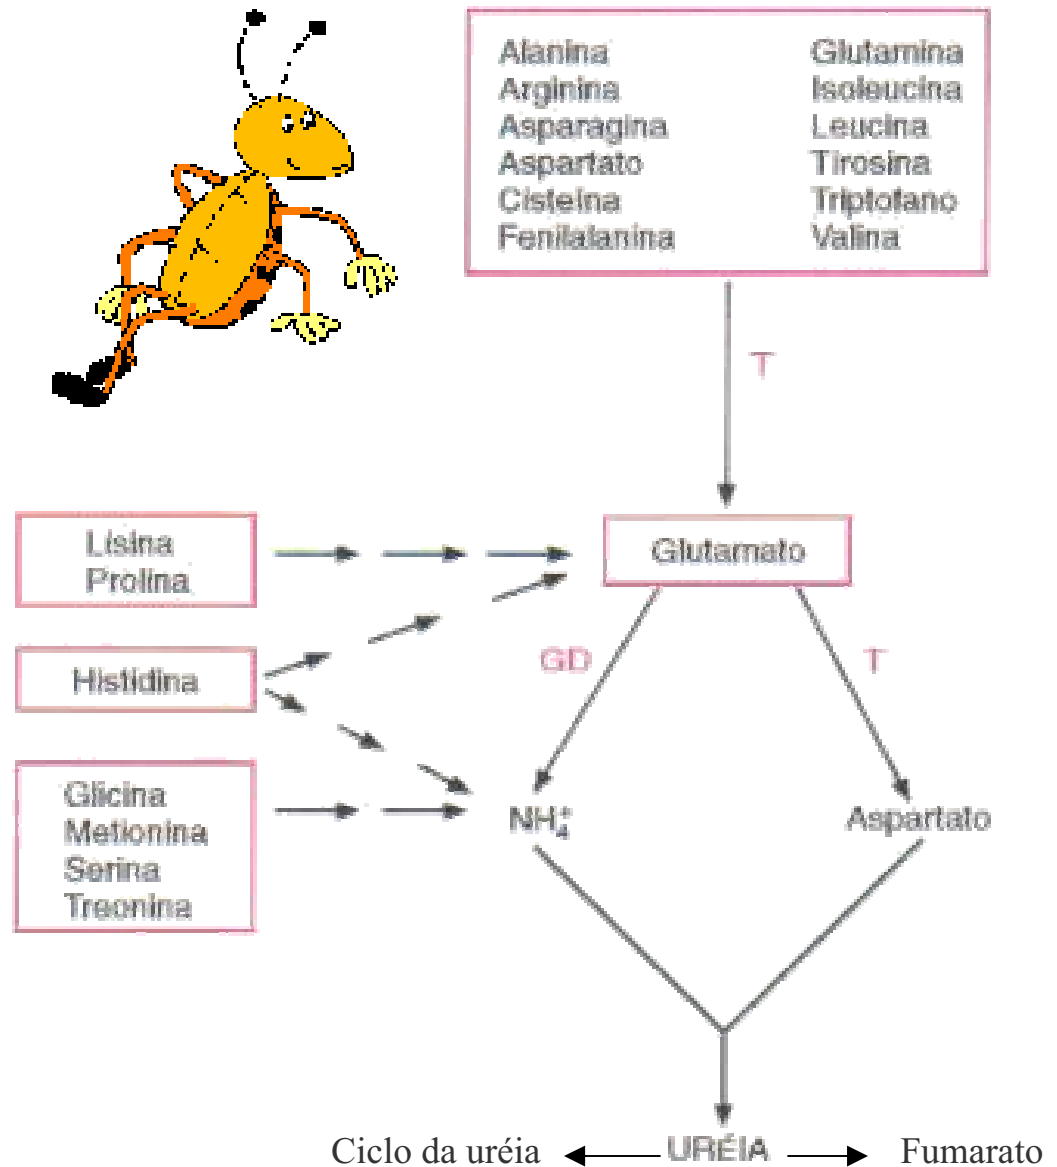 Alanina Glutamina
Arginina Isoleucina
Asparagina Leucina
Aspartato Tirosina
Cisteína Triptofano
Fenilalanina Valina
T
Lisina
Prolina
Glutamato
Histidina
GD T
Glicina
Metionina
Serina
Treonina
NH₄⁺ Aspartato
Ciclo da uréia URÉIA Fumarato